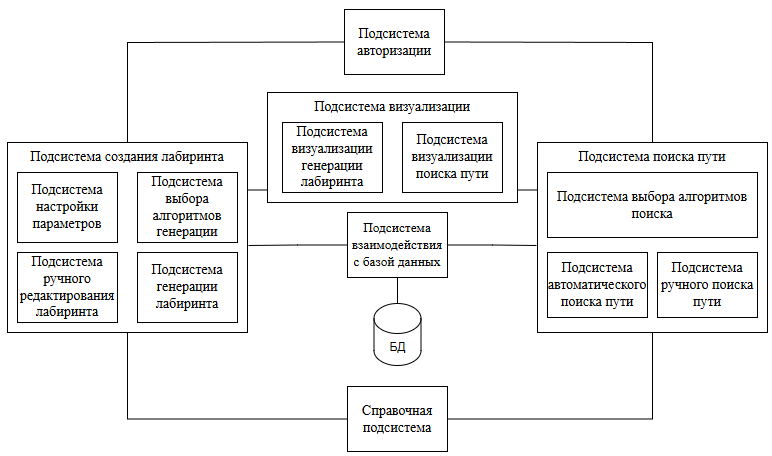 Подсистема
авторизации
Подсистема визуализации
Подсистема
визуализации
генерации
лабиринта
Подсистема
визуализации
поиска пути
Подсистема создания лабиринта
Подсистема
настройки
параметров
Подсистема
выбора
алгоритмов
генерации
Подсистема
ручного
редактирования
лабиринта
Подсистема
генерации
лабиринта
Подсистема
взаимодействия
с базой данных
БД
Подсистема поиска пути
Подсистема выбора алгоритмов
поиска
Подсистема
автоматического
поиска пути
Подсистема
ручного поиска
пути
Справочная
подсистема